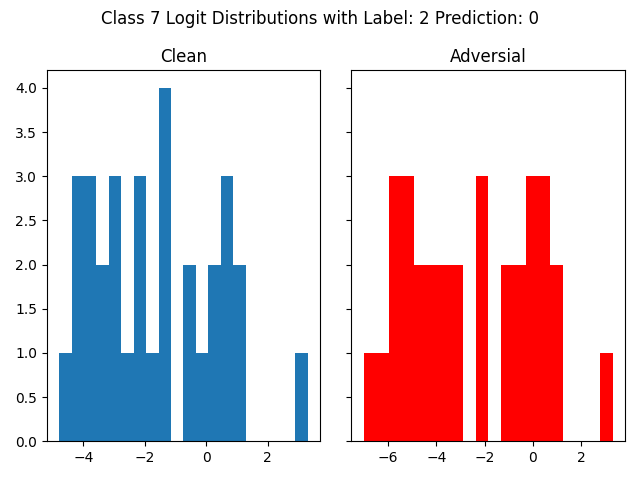 Class 7 Logit Distributions with Label: 2 Prediction: 0
Clean
Adversial
4.0
3.5
3.0
2.5
2.0
1.5
1.0
0.5
0.0
−4 −2 0 2
−6 −4 −2 0 2